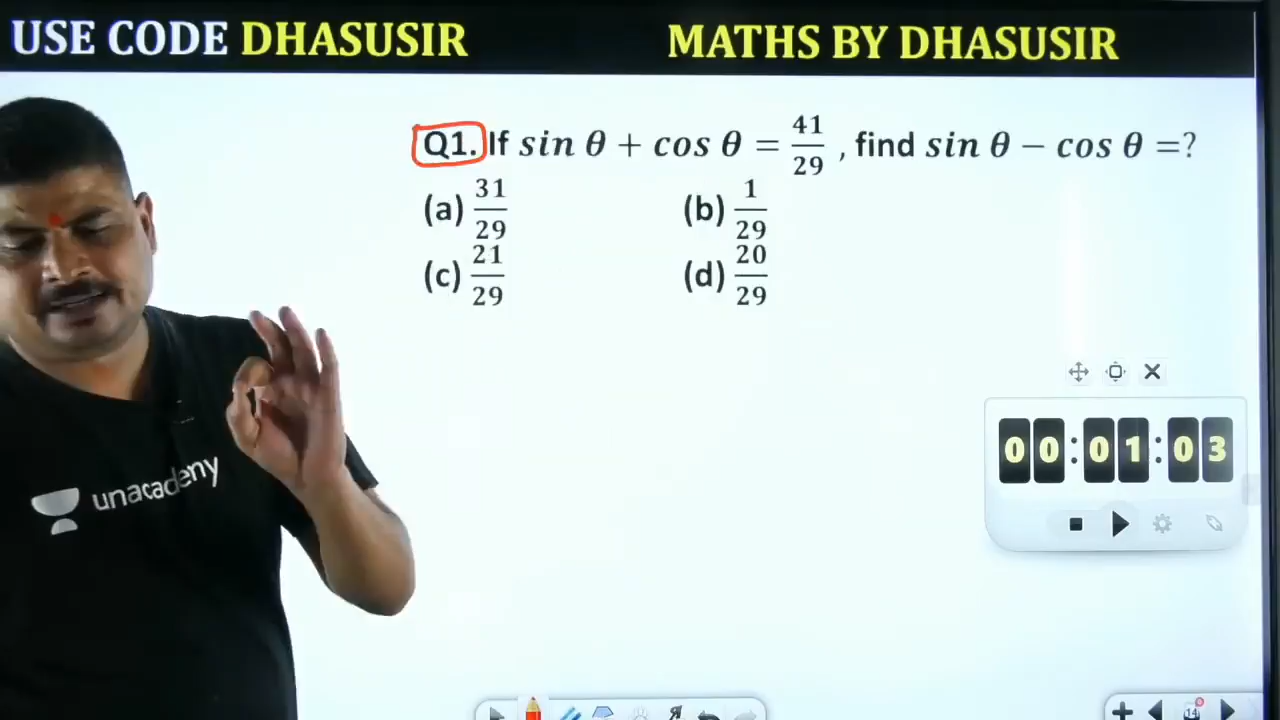 USE CODE DHASUSIR
MATHS BY DHASUSIR
Q1. If sin θ + cos θ = 41/29 , find sin θ − cos θ =?
(a) 31/29 (b) 1/29
(c) 21/29 (d) 20/29
00:01:03
unacademy
14